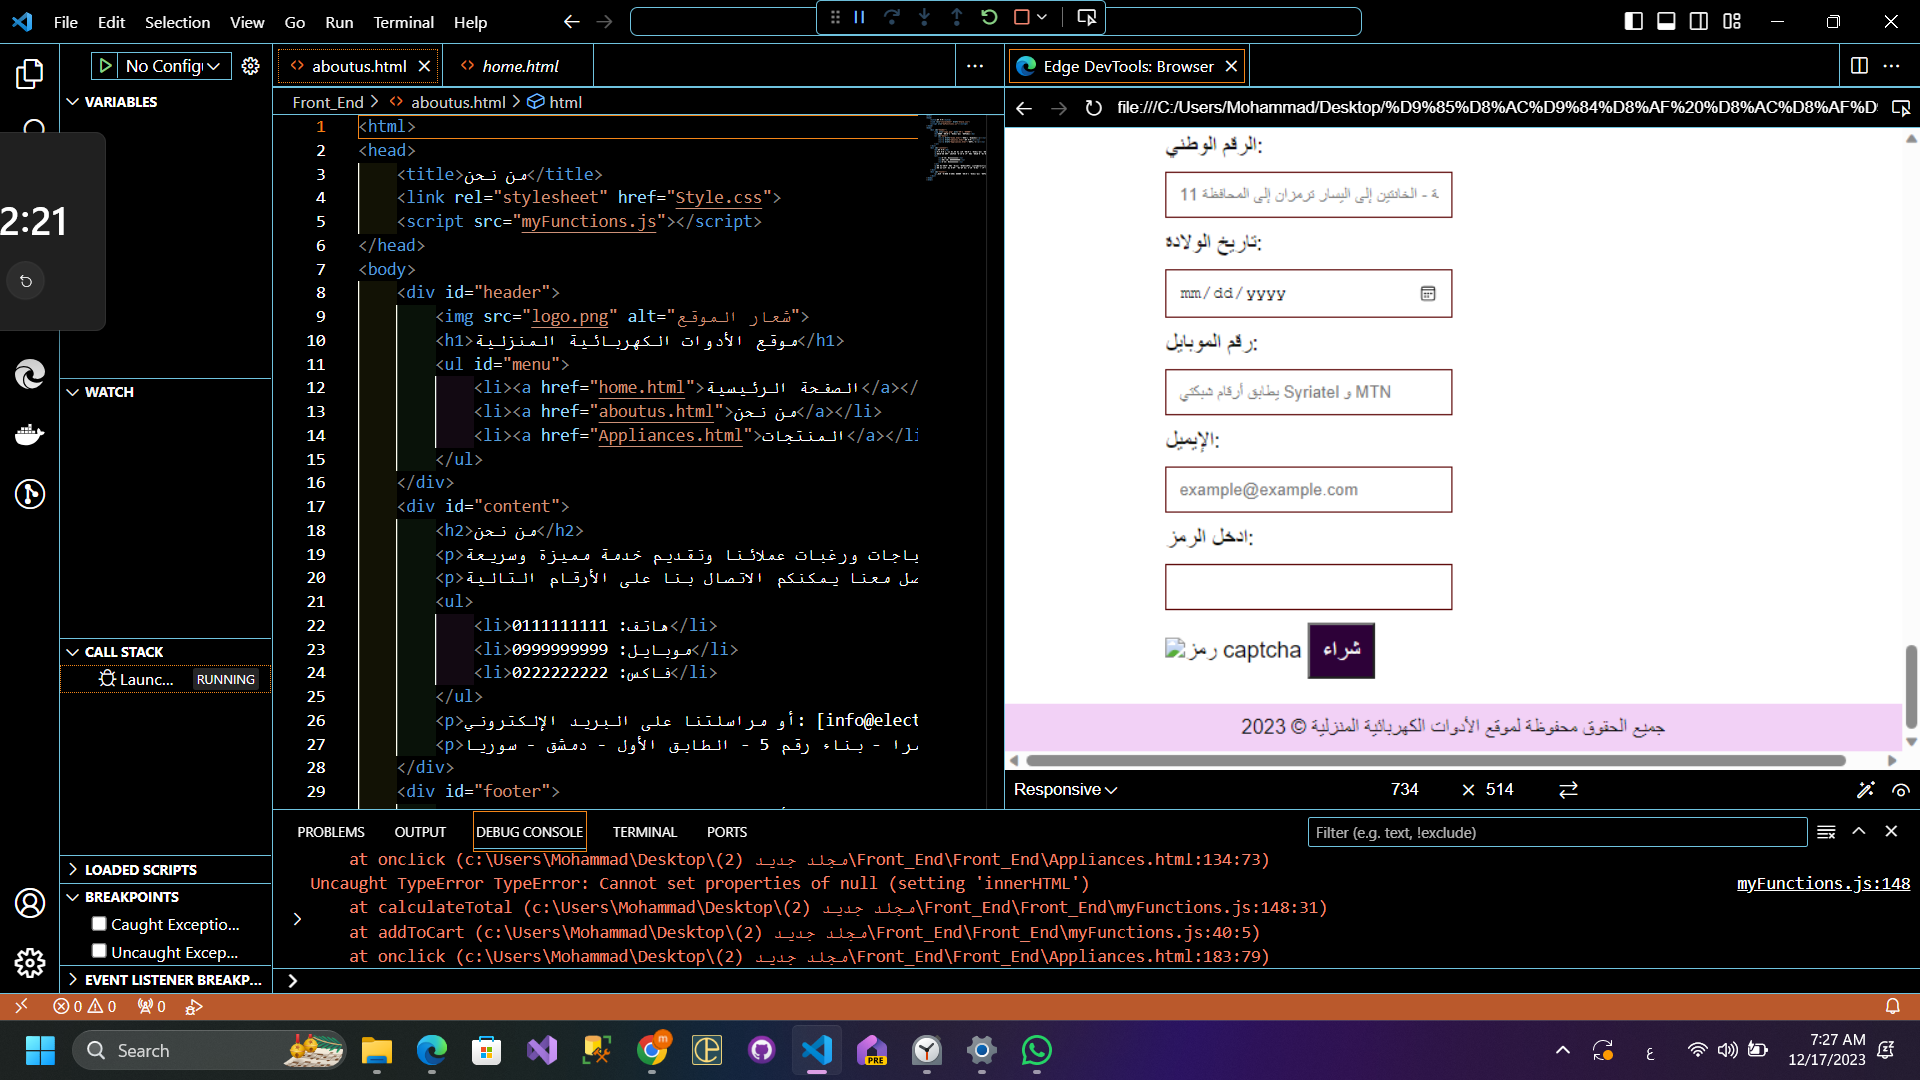 File Edit Selection View Go Run Terminal Help
No Config
VARIABLES
2:21
WATCH
CALL STACK
Launc... RUNNING
LOADED SCRIPTS
BREAKPOINTS
Caught Exceptio...
Uncaught Excep...
EVENT LISTENER BREAKP...
aboutus.html
home.html
Front_End > aboutus.html > html
1 <html>
2 <head>
3 <title>من نحن</title>
4 <link rel="stylesheet" href="Style.css">
5 <script src="myFunctions.js"></script>
6 </head>
7 <body>
8 <div id="header">
9 <img src="logo.png" alt="شعار الموقع">
10 <h1>موقع الأدوات الكهربائية المنزلية</h1>
11 <ul id="menu">
12 <li><a href="home.html">الصفحة الرئيسية</a></
13 <li><a href="aboutus.html">من نحن</a></li>
14 <li><a href="Appliances.html">المنتجات</a></li
15 </ul>
16 </div>
17 <div id="content">
18 <h2>من نحن</h2>
19 <p>ياجات ورغبات عملائنا وتقديم خدمة مميزة وسريعة
20 <p>صل معنا يمكنكم الاتصال بنا على الأرقام التالية
21 <ul>
22 <li>هاتف: 0111111111</li>
23 <li>موبايل: 0999999999</li>
24 <li>فاكس: 0222222222</li>
25 </ul>
26 <p>أو مراسلتنا على البريد الإلكتروني: [info@elect
27 <p>سرا - بناء رقم 5 - الطابق الأول - دمشق - سوريا
28 </div>
29 <div id="footer">
Edge DevTools: Browser
file:///C:/Users/Mohammad/Desktop/%D9%85%D8%AC%D9%84%D8%AF%20%D8%AC%D8%AF%D9
الرقم الوطني:
11 ة - الخانتين إلى اليسار ترمزان إلى المحافظة
تاريخ الولادة:
mm/dd/yyyy
رقم الموبايل:
يطابق أرقام شبكتي Syriatel و MTN
الإيميل:
example@example.com
ادخل الرمز:
رمز captcha شراء
جميع الحقوق محفوظة لموقع الأدوات الكهربائية المنزلية © 2023
Responsive 734 × 514
PROBLEMS OUTPUT DEBUG CONSOLE TERMINAL PORTS
Filter (e.g. text, !exclude)
at onclick (c:\Users\Mohammad\Desktop\مجلد جديد (2)\Front_End\Front_End\Appliances.html:134:73)
Uncaught TypeError TypeError: Cannot set properties of null (setting 'innerHTML') myFunctions.js:148
at calculateTotal (c:\Users\Mohammad\Desktop\مجلد جديد (2)\Front_End\Front_End\myFunctions.js:148:31)
at addToCart (c:\Users\Mohammad\Desktop\مجلد جديد (2)\Front_End\Front_End\myFunctions.js:40:5)
at onclick (c:\Users\Mohammad\Desktop\مجلد جديد (2)\Front_End\Front_End\Appliances.html:183:79)
0 0 0
Search
m
PRE
ع
7:27 AM
12/17/2023